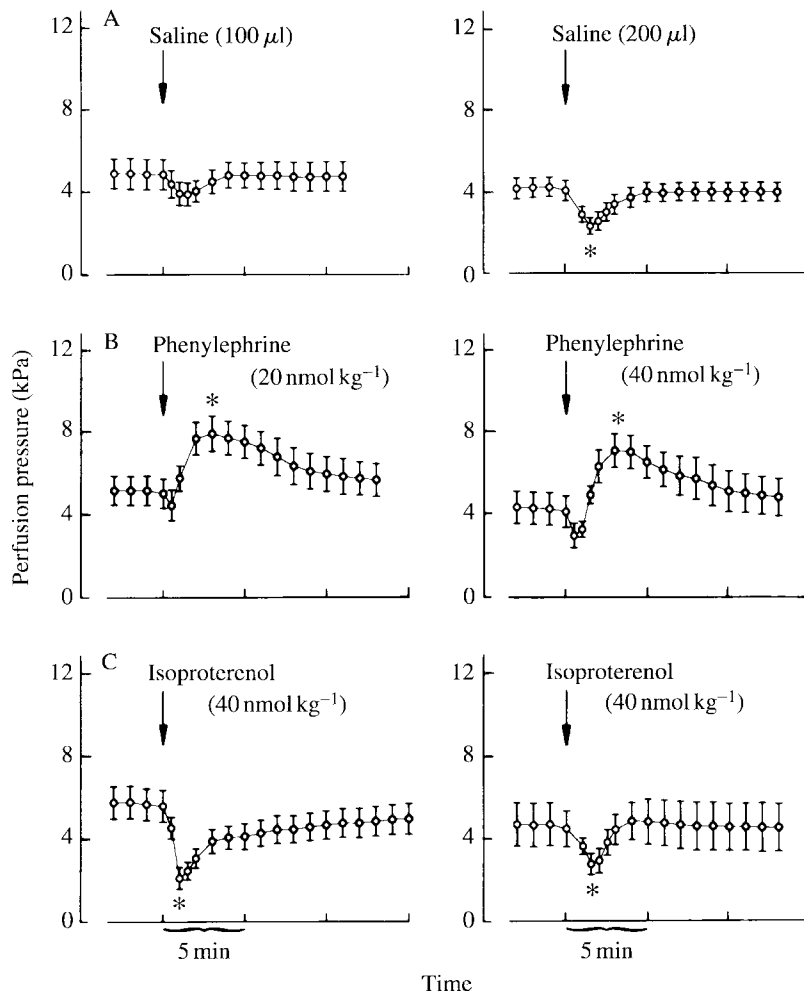 A
12
8
4
0
Saline (100 μl)
12
8
4
0
Saline (200 μl)
*
B
12
8
4
0
Phenylephrine
(20 nmol kg⁻¹)
*
12
8
4
0
Phenylephrine
(40 nmol kg⁻¹)
*
Perfusion pressure (kPa)
C
12
8
4
0
Isoproterenol
(40 nmol kg⁻¹)
*
5 min
12
8
4
0
Isoproterenol
(40 nmol kg⁻¹)
*
5 min
Time